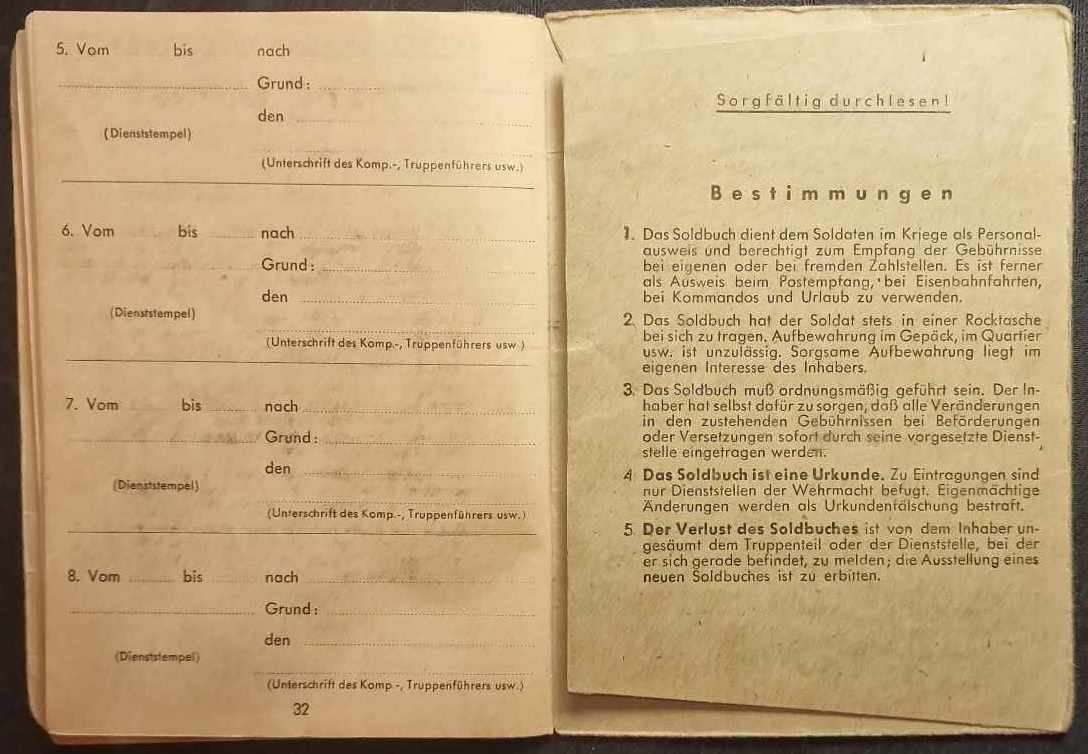 5. Vom bis nach
Grund:
den
(Dienststempel)
(Unterschrift des Komp.-, Truppenführers usw.)
6. Vom bis nach
Grund:
den
(Dienststempel)
(Unterschrift des Komp.-, Truppenführers usw.)
7. Vom bis nach
Grund:
den
(Dienststempel)
(Unterschrift des Komp.-, Truppenführers usw.)
8. Vom bis nach
Grund:
den
(Dienststempel)
(Unterschrift des Komp.-, Truppenführers usw.)
32
Sorgfältig durchlesen!
Bestimmungen
1. Das Soldbuch dient dem Soldaten im Kriege als Personal-
ausweis und berechtigt zum Empfang der Gebührnisse
bei eigenen oder bei fremden Zahlstellen. Es ist ferner
als Ausweis beim Postempfang, bei Eisenbahnfahrten,
bei Kommandos und Urlaub zu verwenden.
2. Das Soldbuch hat der Soldat stets in einer Rocktasche
bei sich zu tragen. Aufbewahrung im Gepäck, im Quartier
usw. ist unzulässig. Sorgsame Aufbewahrung liegt im
eigenen Interesse des Inhabers.
3. Das Soldbuch muß ordnungsmäßig geführt sein. Der In-
haber hat selbst dafür zu sorgen, daß alle Veränderungen
in den zustehenden Gebührnissen bei Beförderungen
oder Versetzungen sofort durch seine vorgesetzte Dienst-
stelle eingetragen werden.
4 Das Soldbuch ist eine Urkunde. Zu Eintragungen sind
nur Dienststellen der Wehrmacht befugt. Eigenmächtige
Änderungen werden als Urkundenfälschung bestraft.
5 Der Verlust des Soldbuches ist von dem Inhaber un-
gesäumt dem Truppenteil oder der Dienststelle, bei der
er sich gerade befindet, zu melden; die Ausstellung eines
neuen Soldbuches ist zu erbitten.